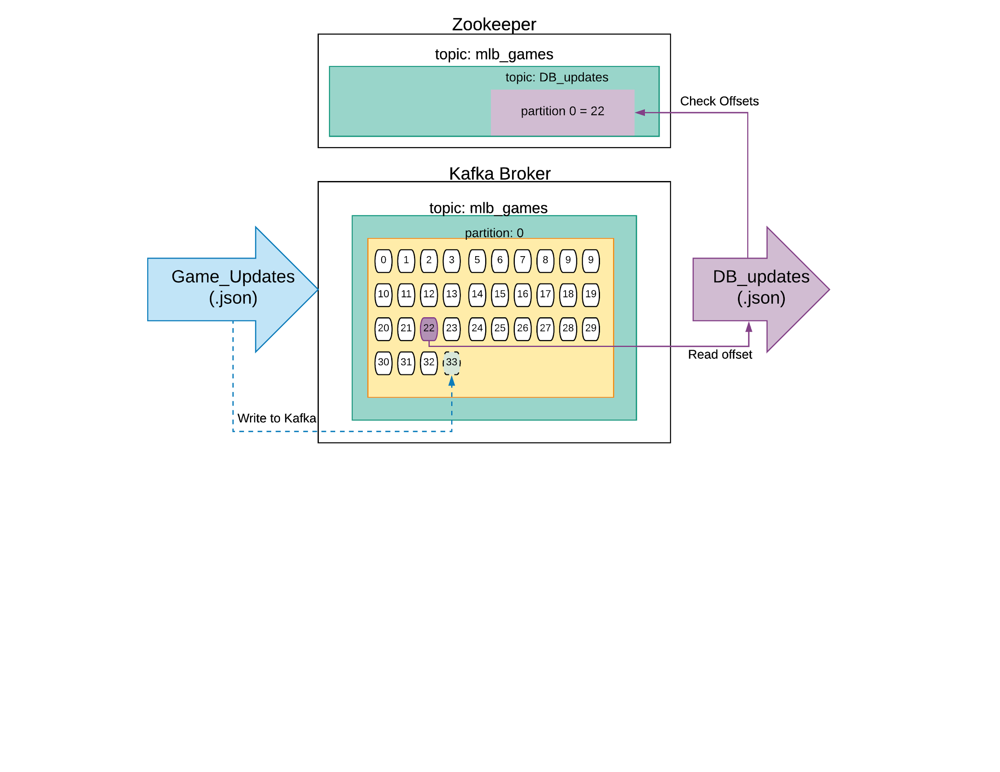 Zookeeper
topic: mlb_games
topic: DB_updates
partition 0 = 22
Check Offsets
Kafka Broker
topic: mlb_games
partition: 0
0 1 2 3 5 6 7 8 9 9
10 11 12 13 14 15 16 17 18 19
20 21 22 23 24 25 26 27 28 29
30 31 32 33
Game_Updates
(.json)
Write to Kafka
DB_updates
(.json)
Read offset